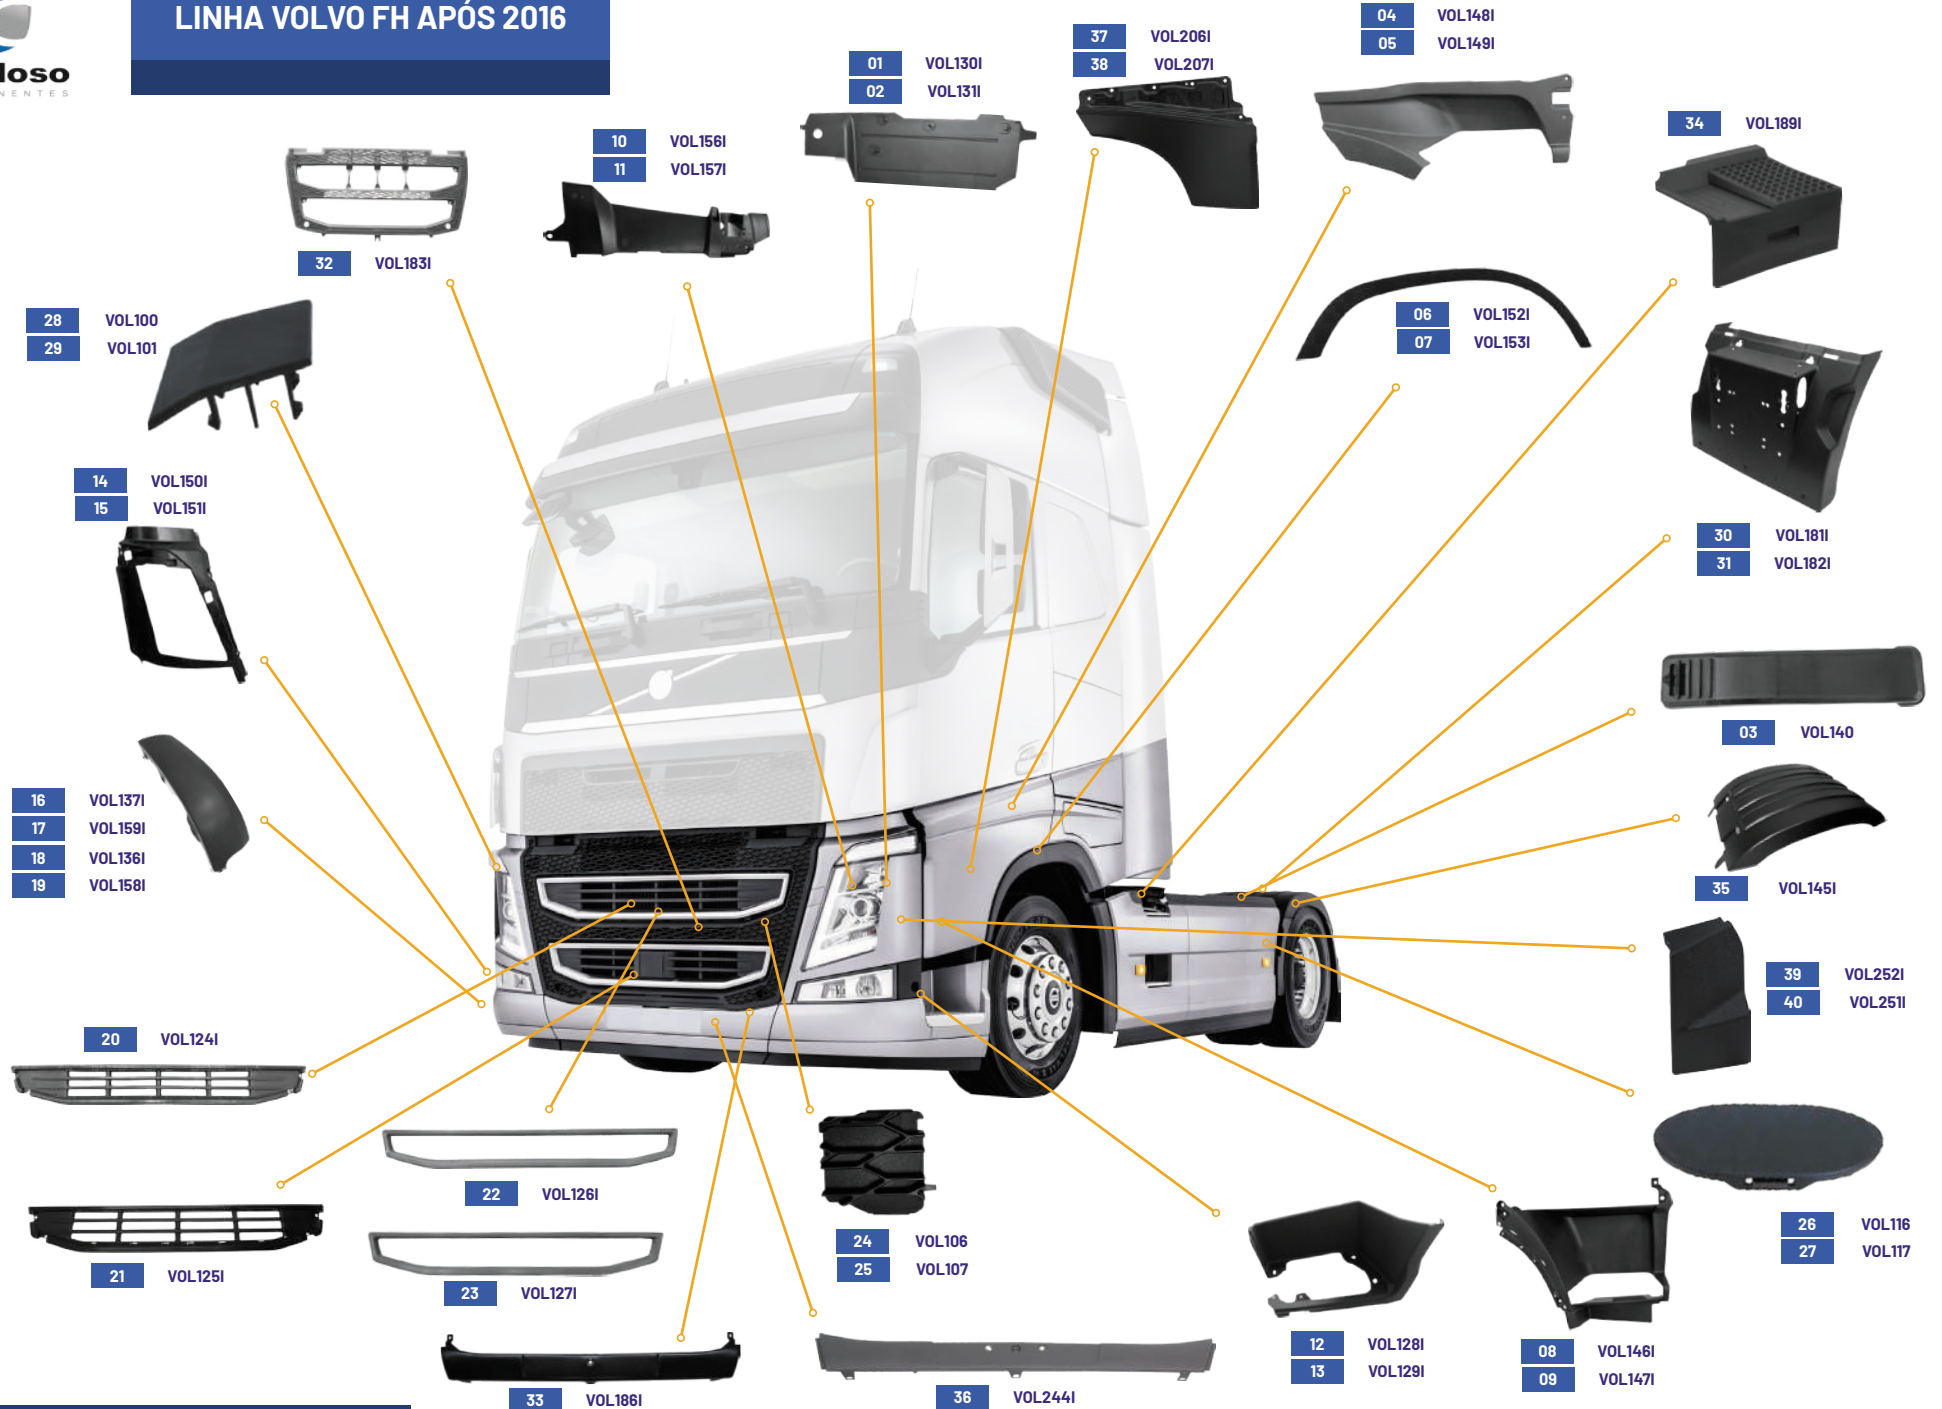 LINHA VOLVO FH APÓS 2016
loso
NENTES
01 VOL130I
02 VOL131I
37 VOL206I
38 VOL207I
04 VOL148I
05 VOL149I
10 VOL156I
11 VOL157I
34 VOL189I
32 VOL183I
28 VOL100
29 VOL101
06 VOL152I
07 VOL153I
14 VOL150I
15 VOL151I
30 VOL181I
31 VOL182I
03 VOL140
16 VOL137I
17 VOL159I
18 VOL136I
19 VOL158I
35 VOL145I
39 VOL252I
40 VOL251I
20 VOL124I
22 VOL126I
21 VOL125I
23 VOL127I
24 VOL106
25 VOL107
26 VOL116
27 VOL117
12 VOL128I
13 VOL129I
08 VOL146I
09 VOL147I
33 VOL186I
36 VOL244I